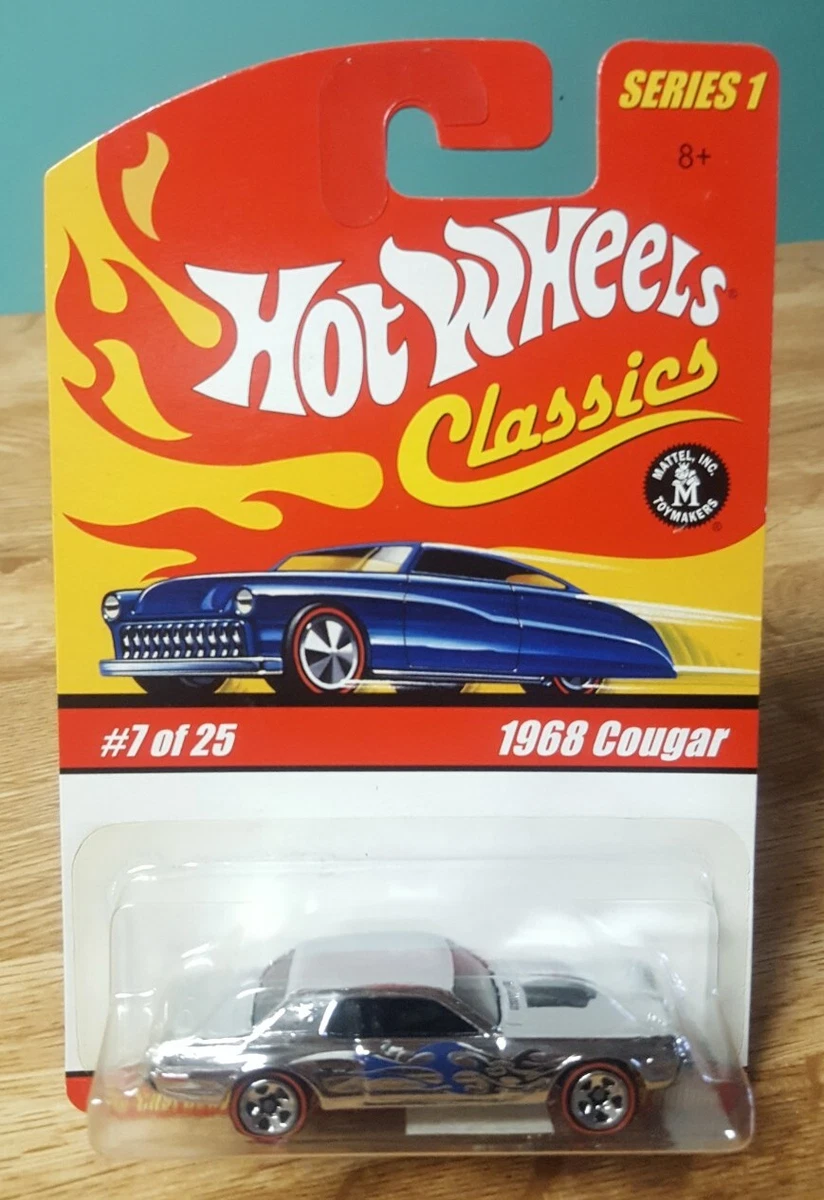 SERIES 1
8+
HOT WHEELS®
Classics
MATTEL, INC.
M
TOYMAKERS
®
#7 of 25
1968 Cougar